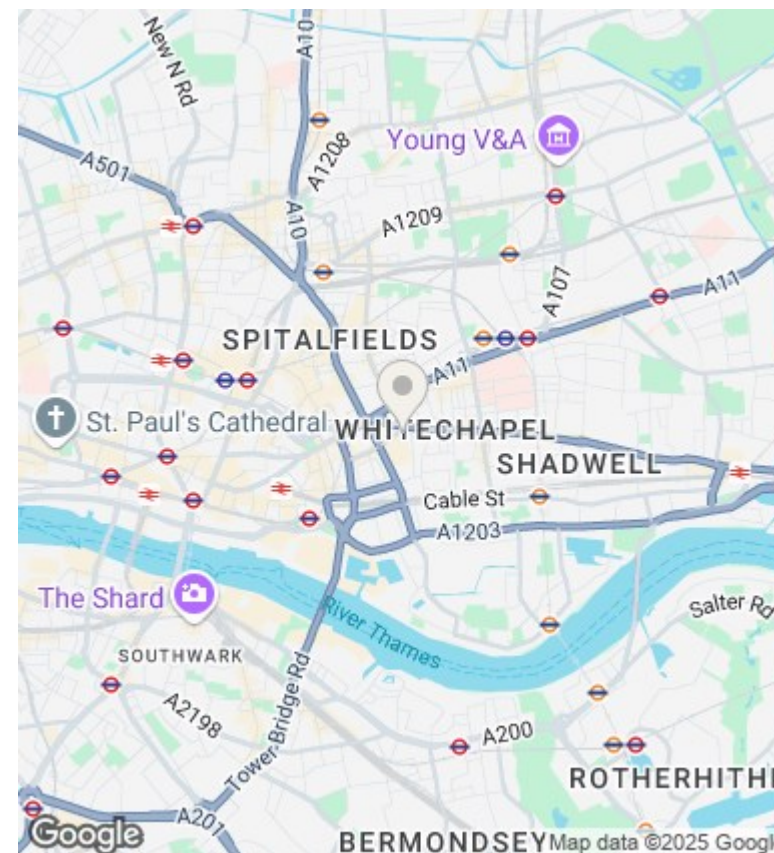 A10
New N Rd
A1208
Young V&A
A501
A10
A1209
A107
A11
SPITALFIELDS
A11
St. Paul's Cathedral
WHITECHAPEL
SHADWELL
Cable St
A1203
The Shard
River Thames
Salter Rd
SOUTHWARK
Tower Bridge Rd
A2198
A200
ROTHERHITH
A201
Google
BERMONDSEY
Map data ©2025 Googl